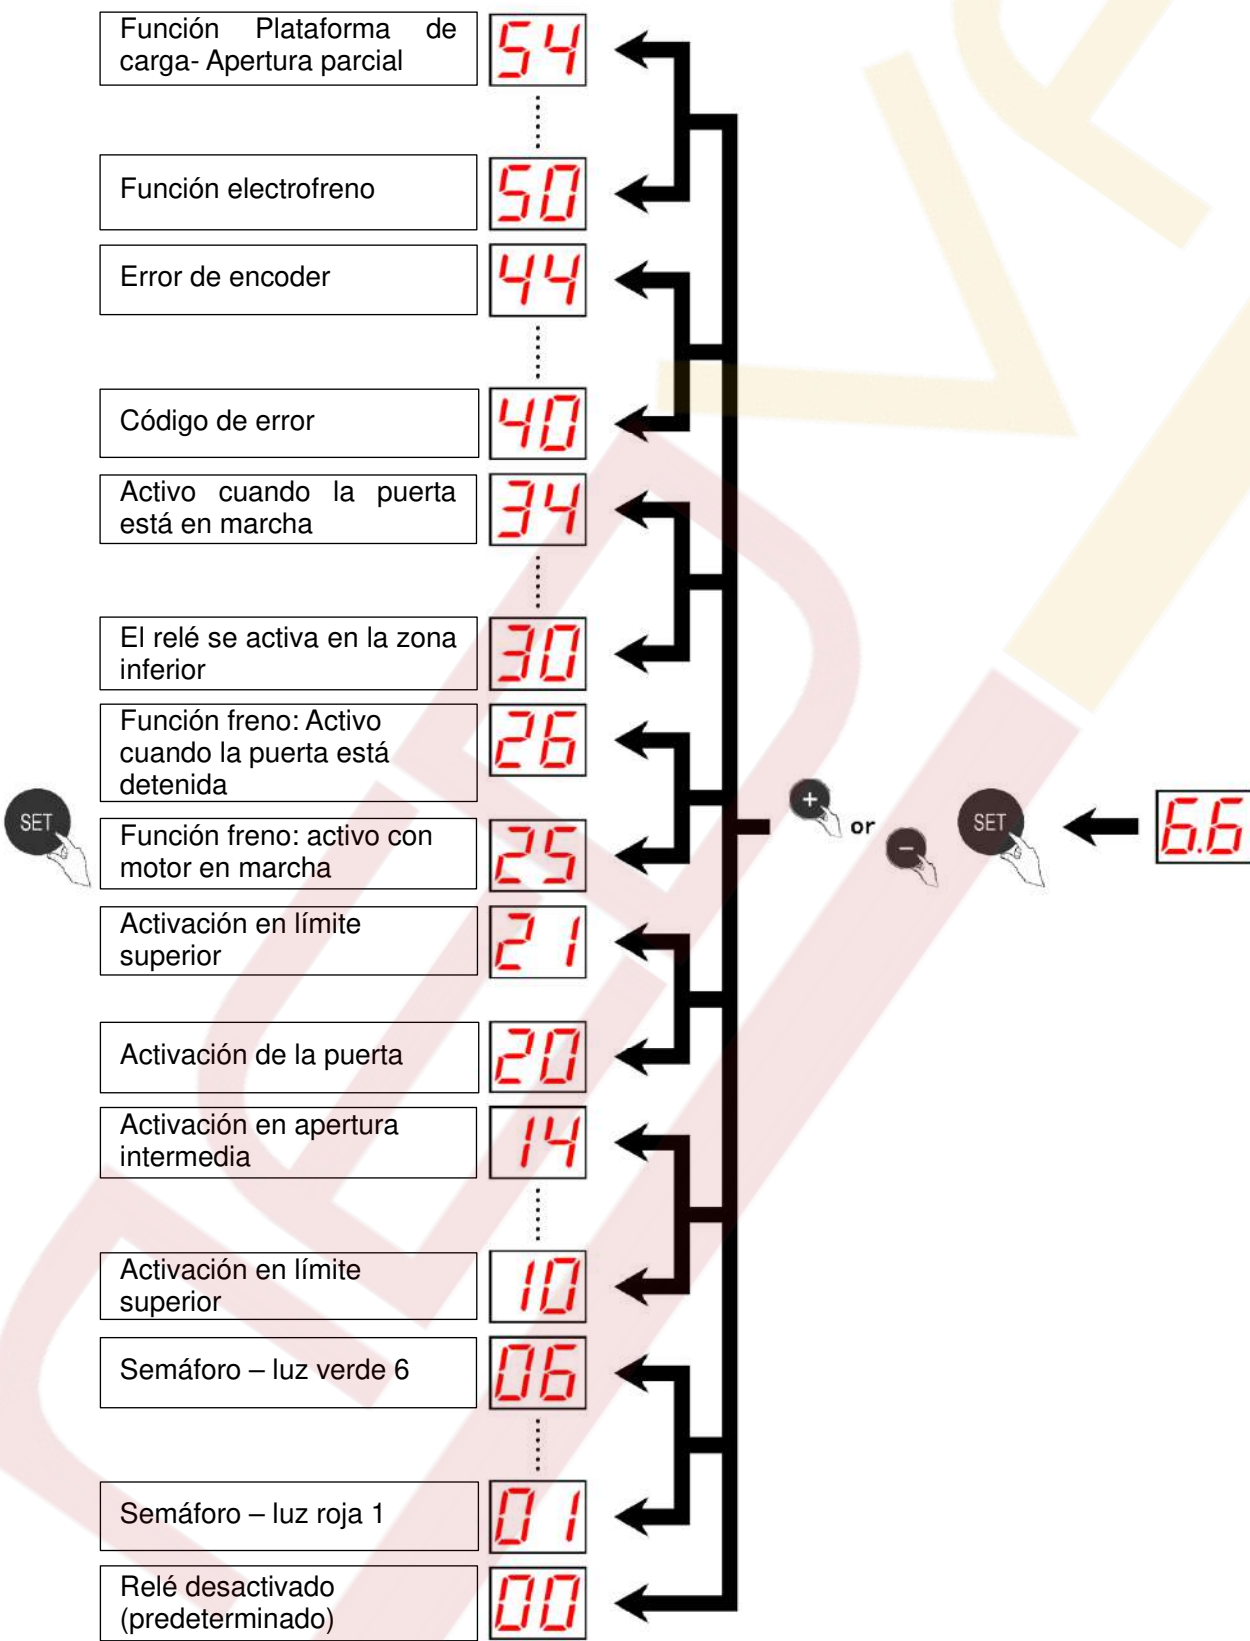 Función Plataforma de
carga- Apertura parcial
54
Función electrofreno
50
Error de encoder
44
Código de error
40
Activo cuando la puerta
está en marcha
34
El relé se activa en la zona
inferior
30
Función freno: Activo
cuando la puerta está
detenida
26
SET
+ or -
SET
6.6
Función freno: activo con
motor en marcha
25
Activación en límite
superior
21
Activación de la puerta
20
Activación en apertura
intermedia
14
Activación en límite
superior
10
Semáforo – luz verde 6
06
Semáforo – luz roja 1
01
Relé desactivado
(predeterminado)
00